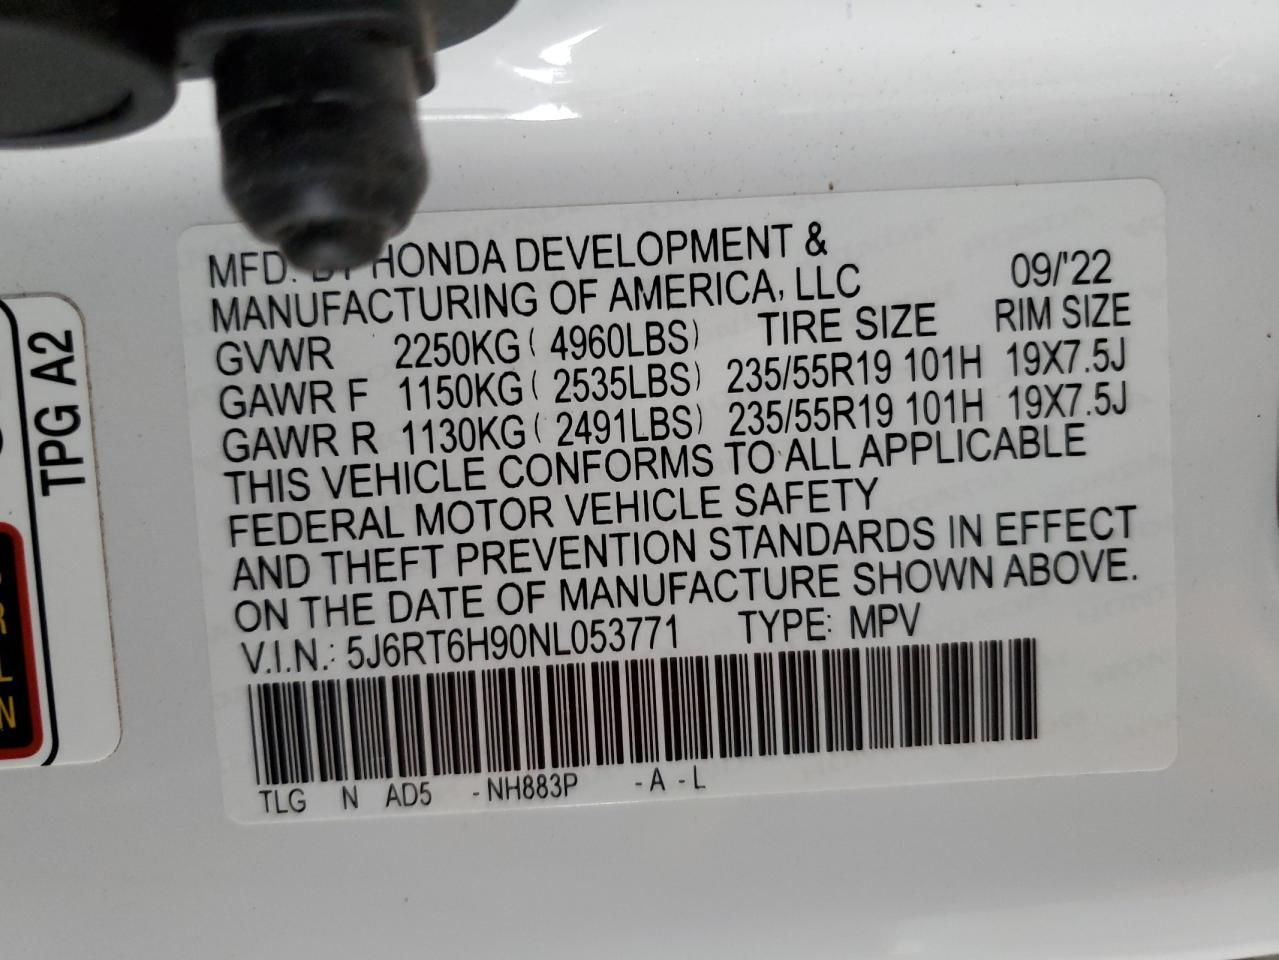 MFD. BY HONDA DEVELOPMENT &
MANUFACTURING OF AMERICA, LLC 09/'22
GVWR 2250KG ( 4960LBS) TIRE SIZE RIM SIZE
GAWR F 1150KG ( 2535LBS) 235/55R19 101H 19X7.5J
GAWR R 1130KG ( 2491LBS) 235/55R19 101H 19X7.5J
THIS VEHICLE CONFORMS TO ALL APPLICABLE
FEDERAL MOTOR VEHICLE SAFETY
AND THEFT PREVENTION STANDARDS IN EFFECT
ON THE DATE OF MANUFACTURE SHOWN ABOVE.
V.I.N.: 5J6RT6H90NL053771 TYPE: MPV
TLG N AD5 -NH883P -A -L
TPG A2